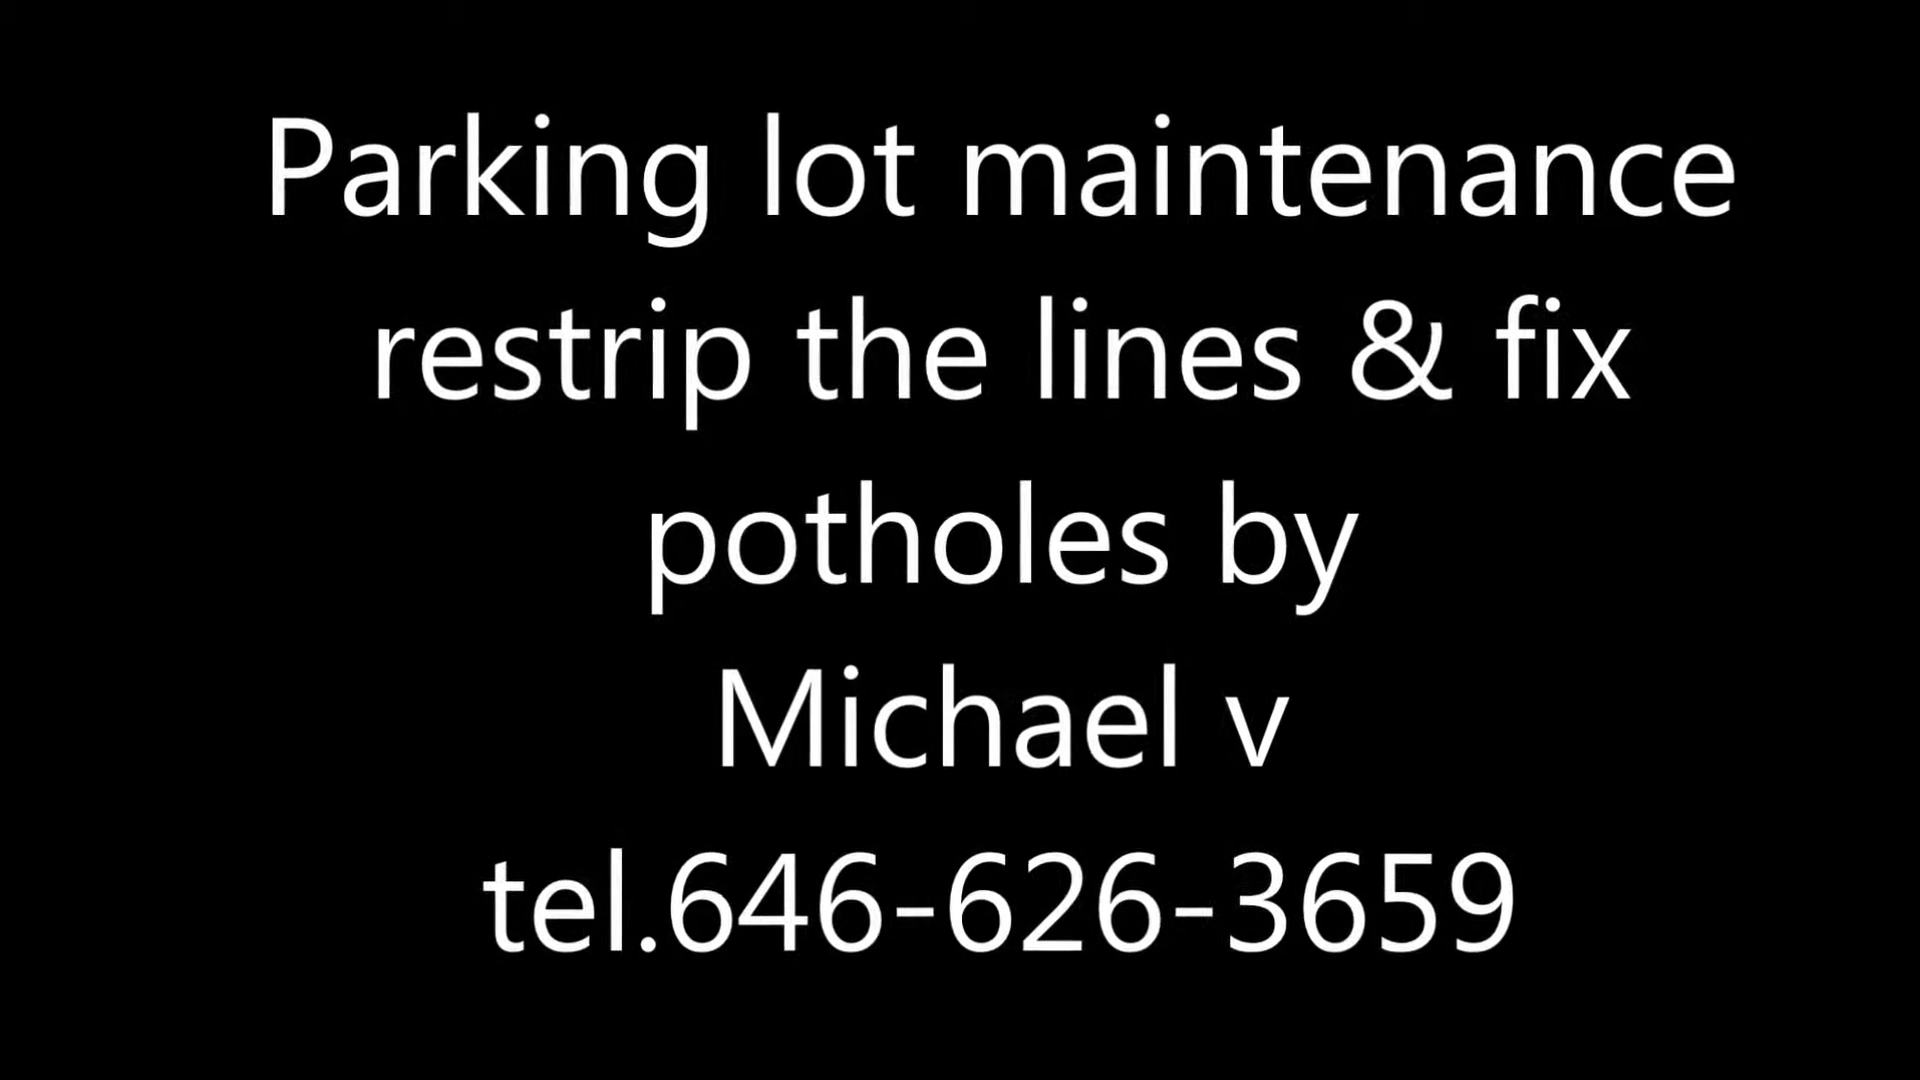 Parking lot maintenance
restrip the lines & fix
potholes by
Michael v
tel.646-626-3659